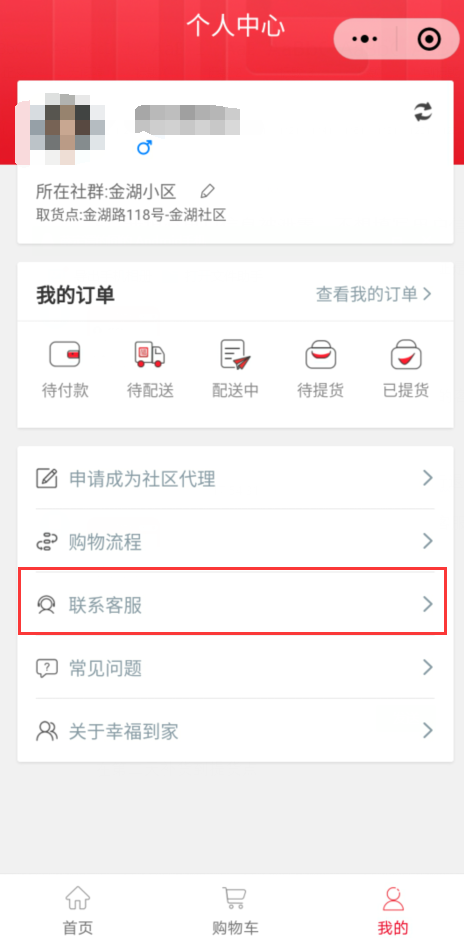 个人中心
所在社群:金湖小区
取货点:金湖路118号-金湖社区
我的订单
查看我的订单
待付款
待配送
配送中
待提货
已提货
申请成为社区代理
购物流程
联系客服
常见问题
关于幸福到家
首页
购物车
我的